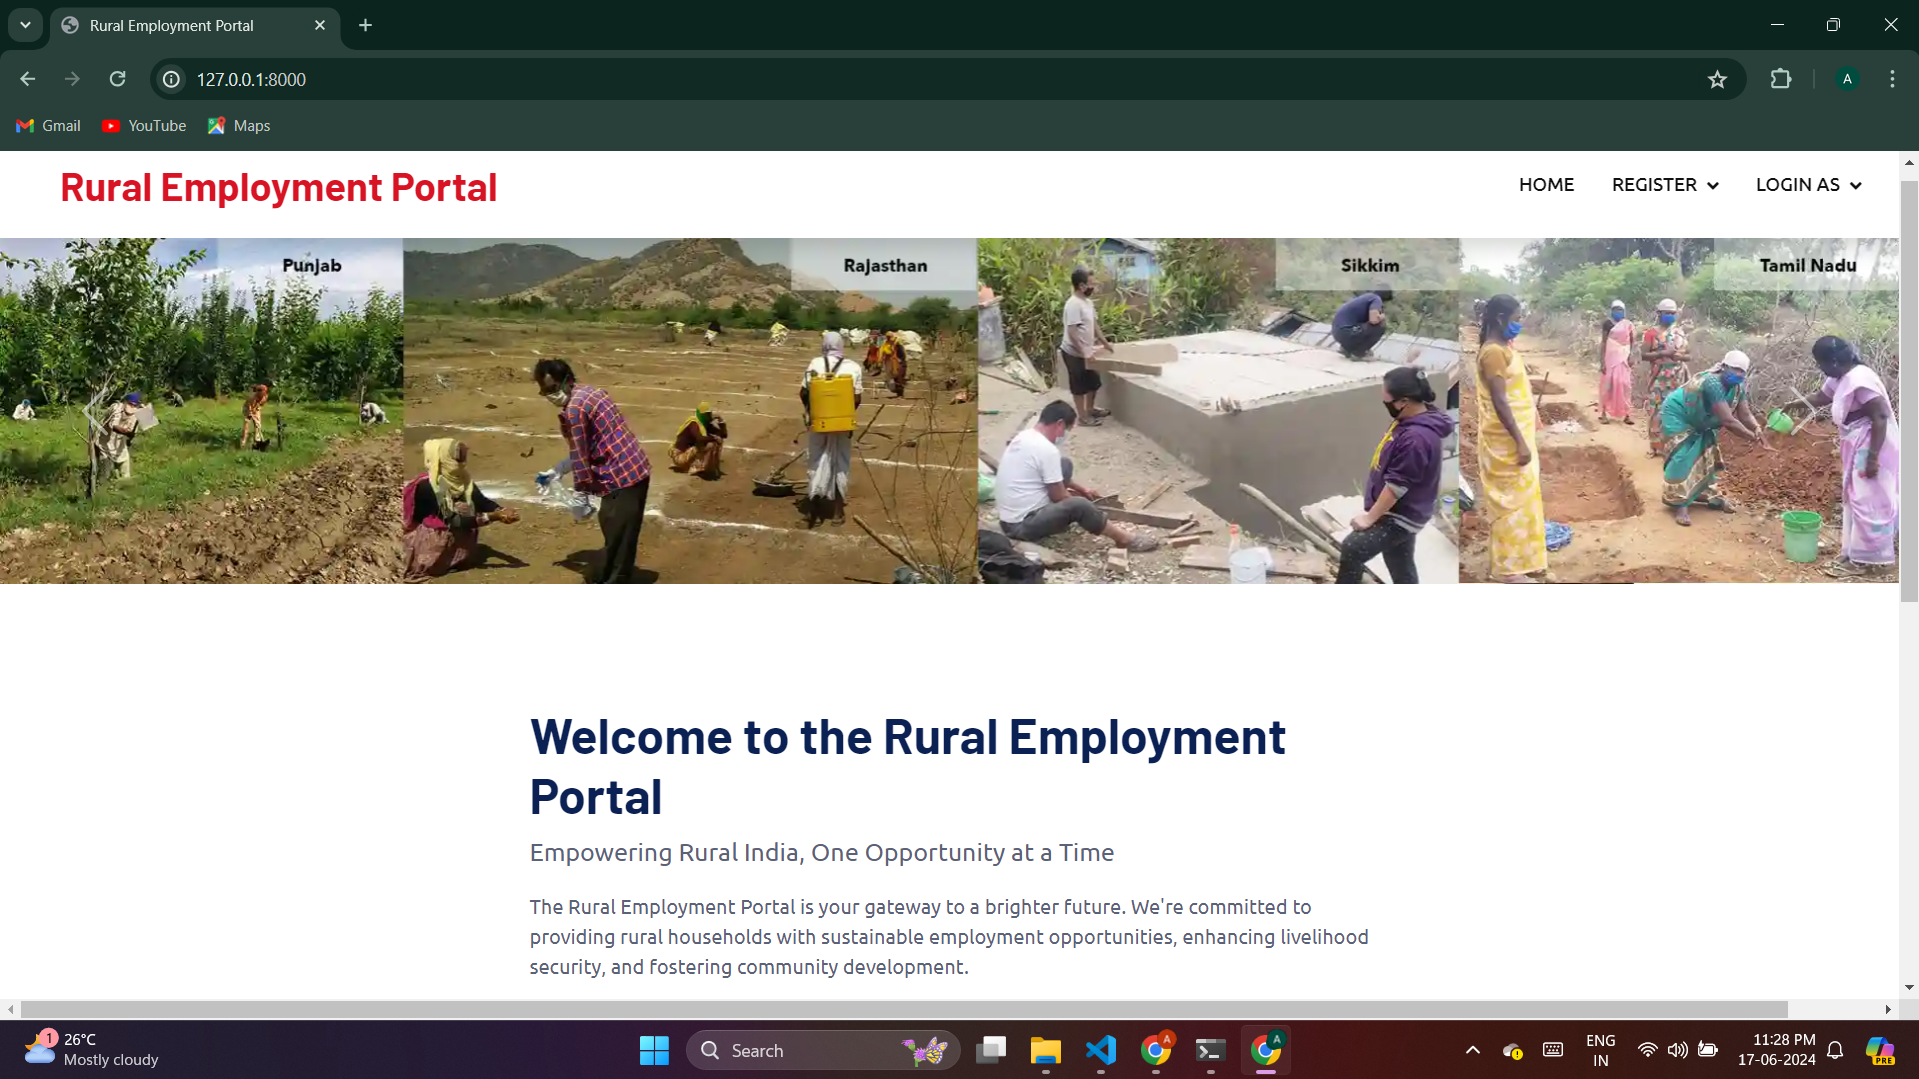 Rural Employment Portal
127.0.0.1:8000
A
Gmail
YouTube
Maps
Rural Employment Portal
HOME
REGISTER
LOGIN AS
Punjab
Rajasthan
Sikkim
Tamil Nadu
Welcome to the Rural Employment
Portal
Empowering Rural India, One Opportunity at a Time
The Rural Employment Portal is your gateway to a brighter future. We're committed to
providing rural households with sustainable employment opportunities, enhancing livelihood
security, and fostering community development.
1
26°C
Mostly cloudy
Search
A
A
ENG
IN
11:28 PM
17-06-2024
PRE